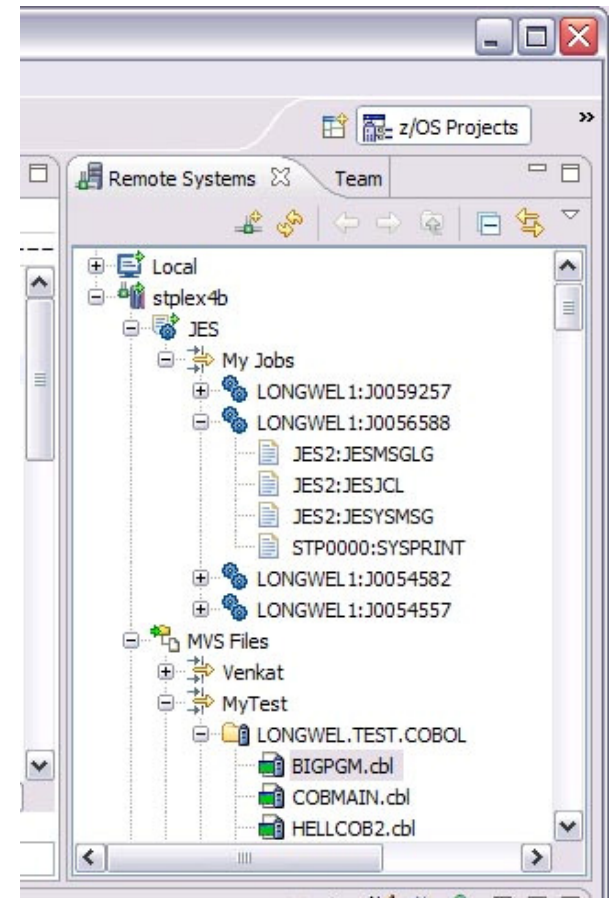 z/OS Projects
Remote Systems Team
Local
stplex4b
JES
My Jobs
LONGWEL1:J0059257
LONGWEL1:J0056588
JES2:JESMSGLG
JES2:JESJCL
JES2:JESYSMSG
STP0000:SYSPRINT
LONGWEL1:J0054582
LONGWEL1:J0054557
MVS Files
Venkat
MyTest
LONGWEL.TEST.COBOL
BIGPGM.cbl
COBMAIN.cbl
HELLCOB2.cbl